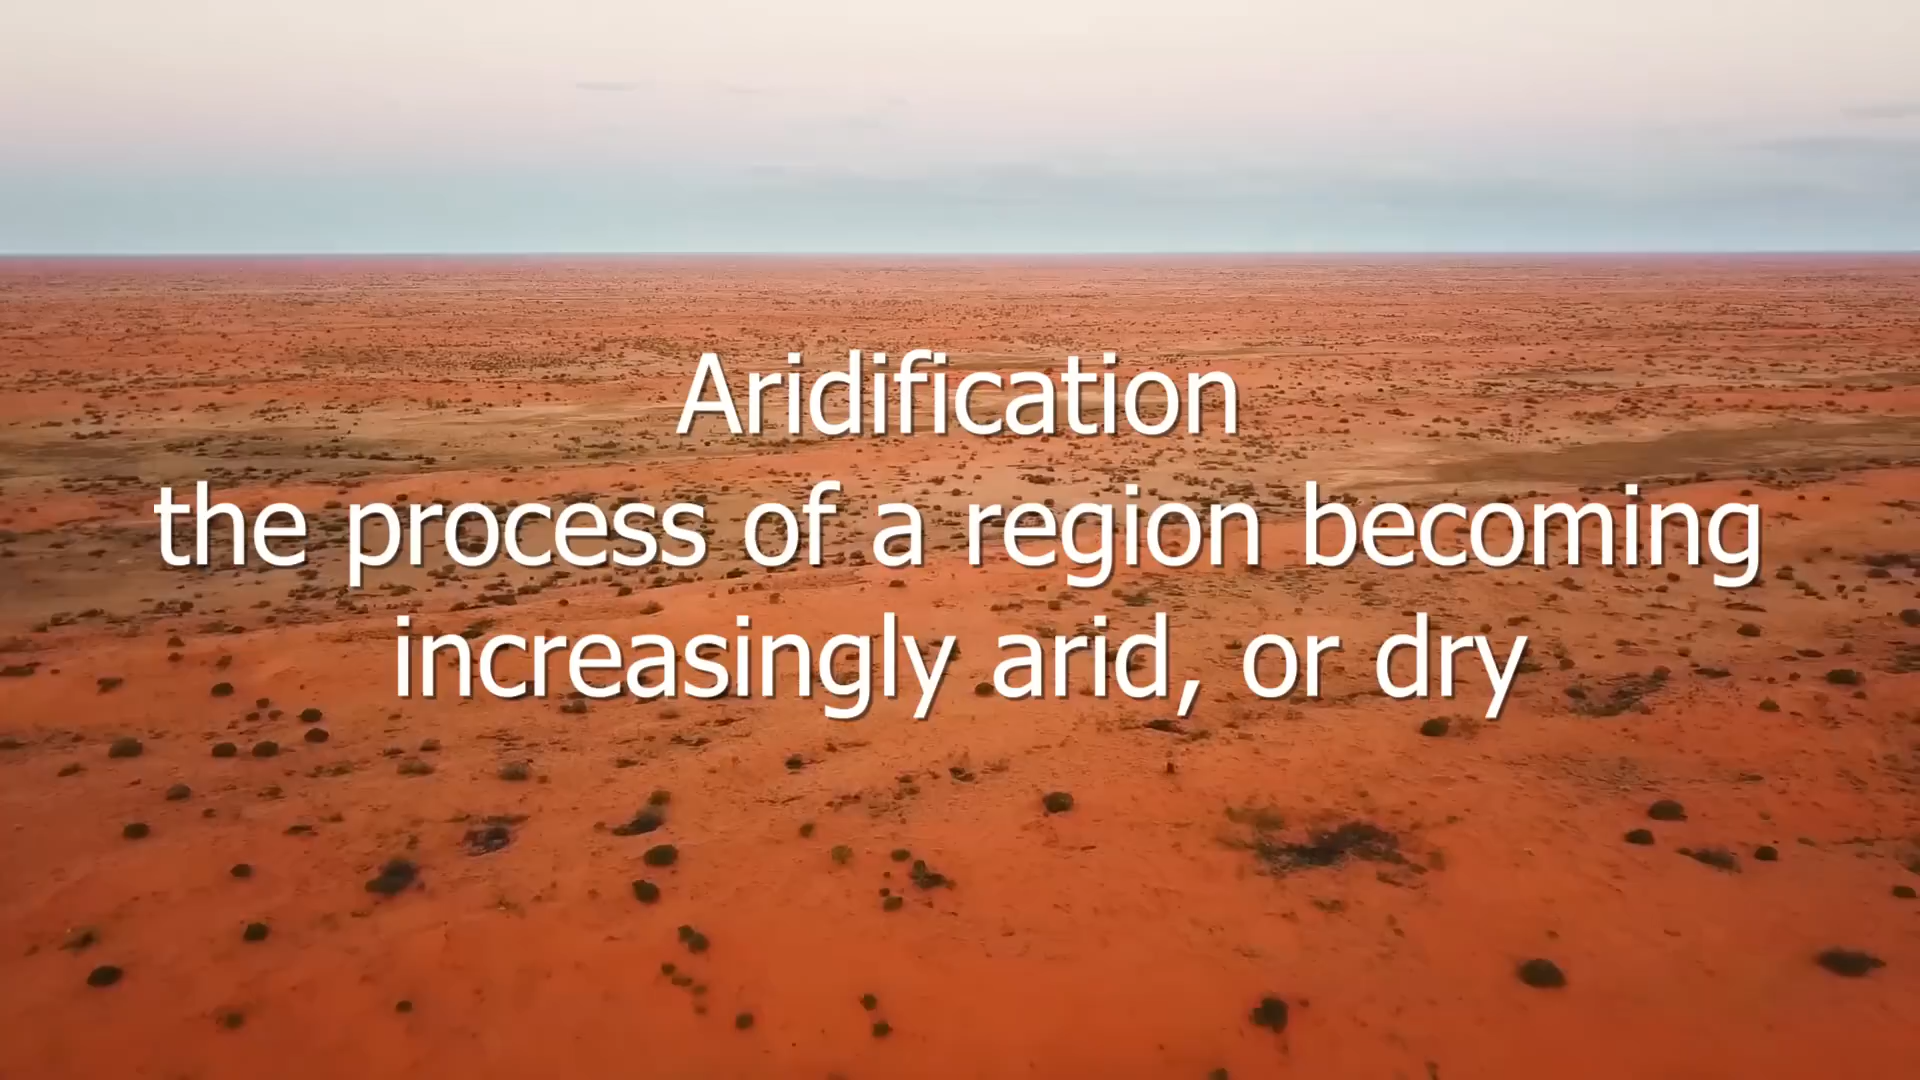 Aridification
the process of a region becoming
increasingly arid, or dry